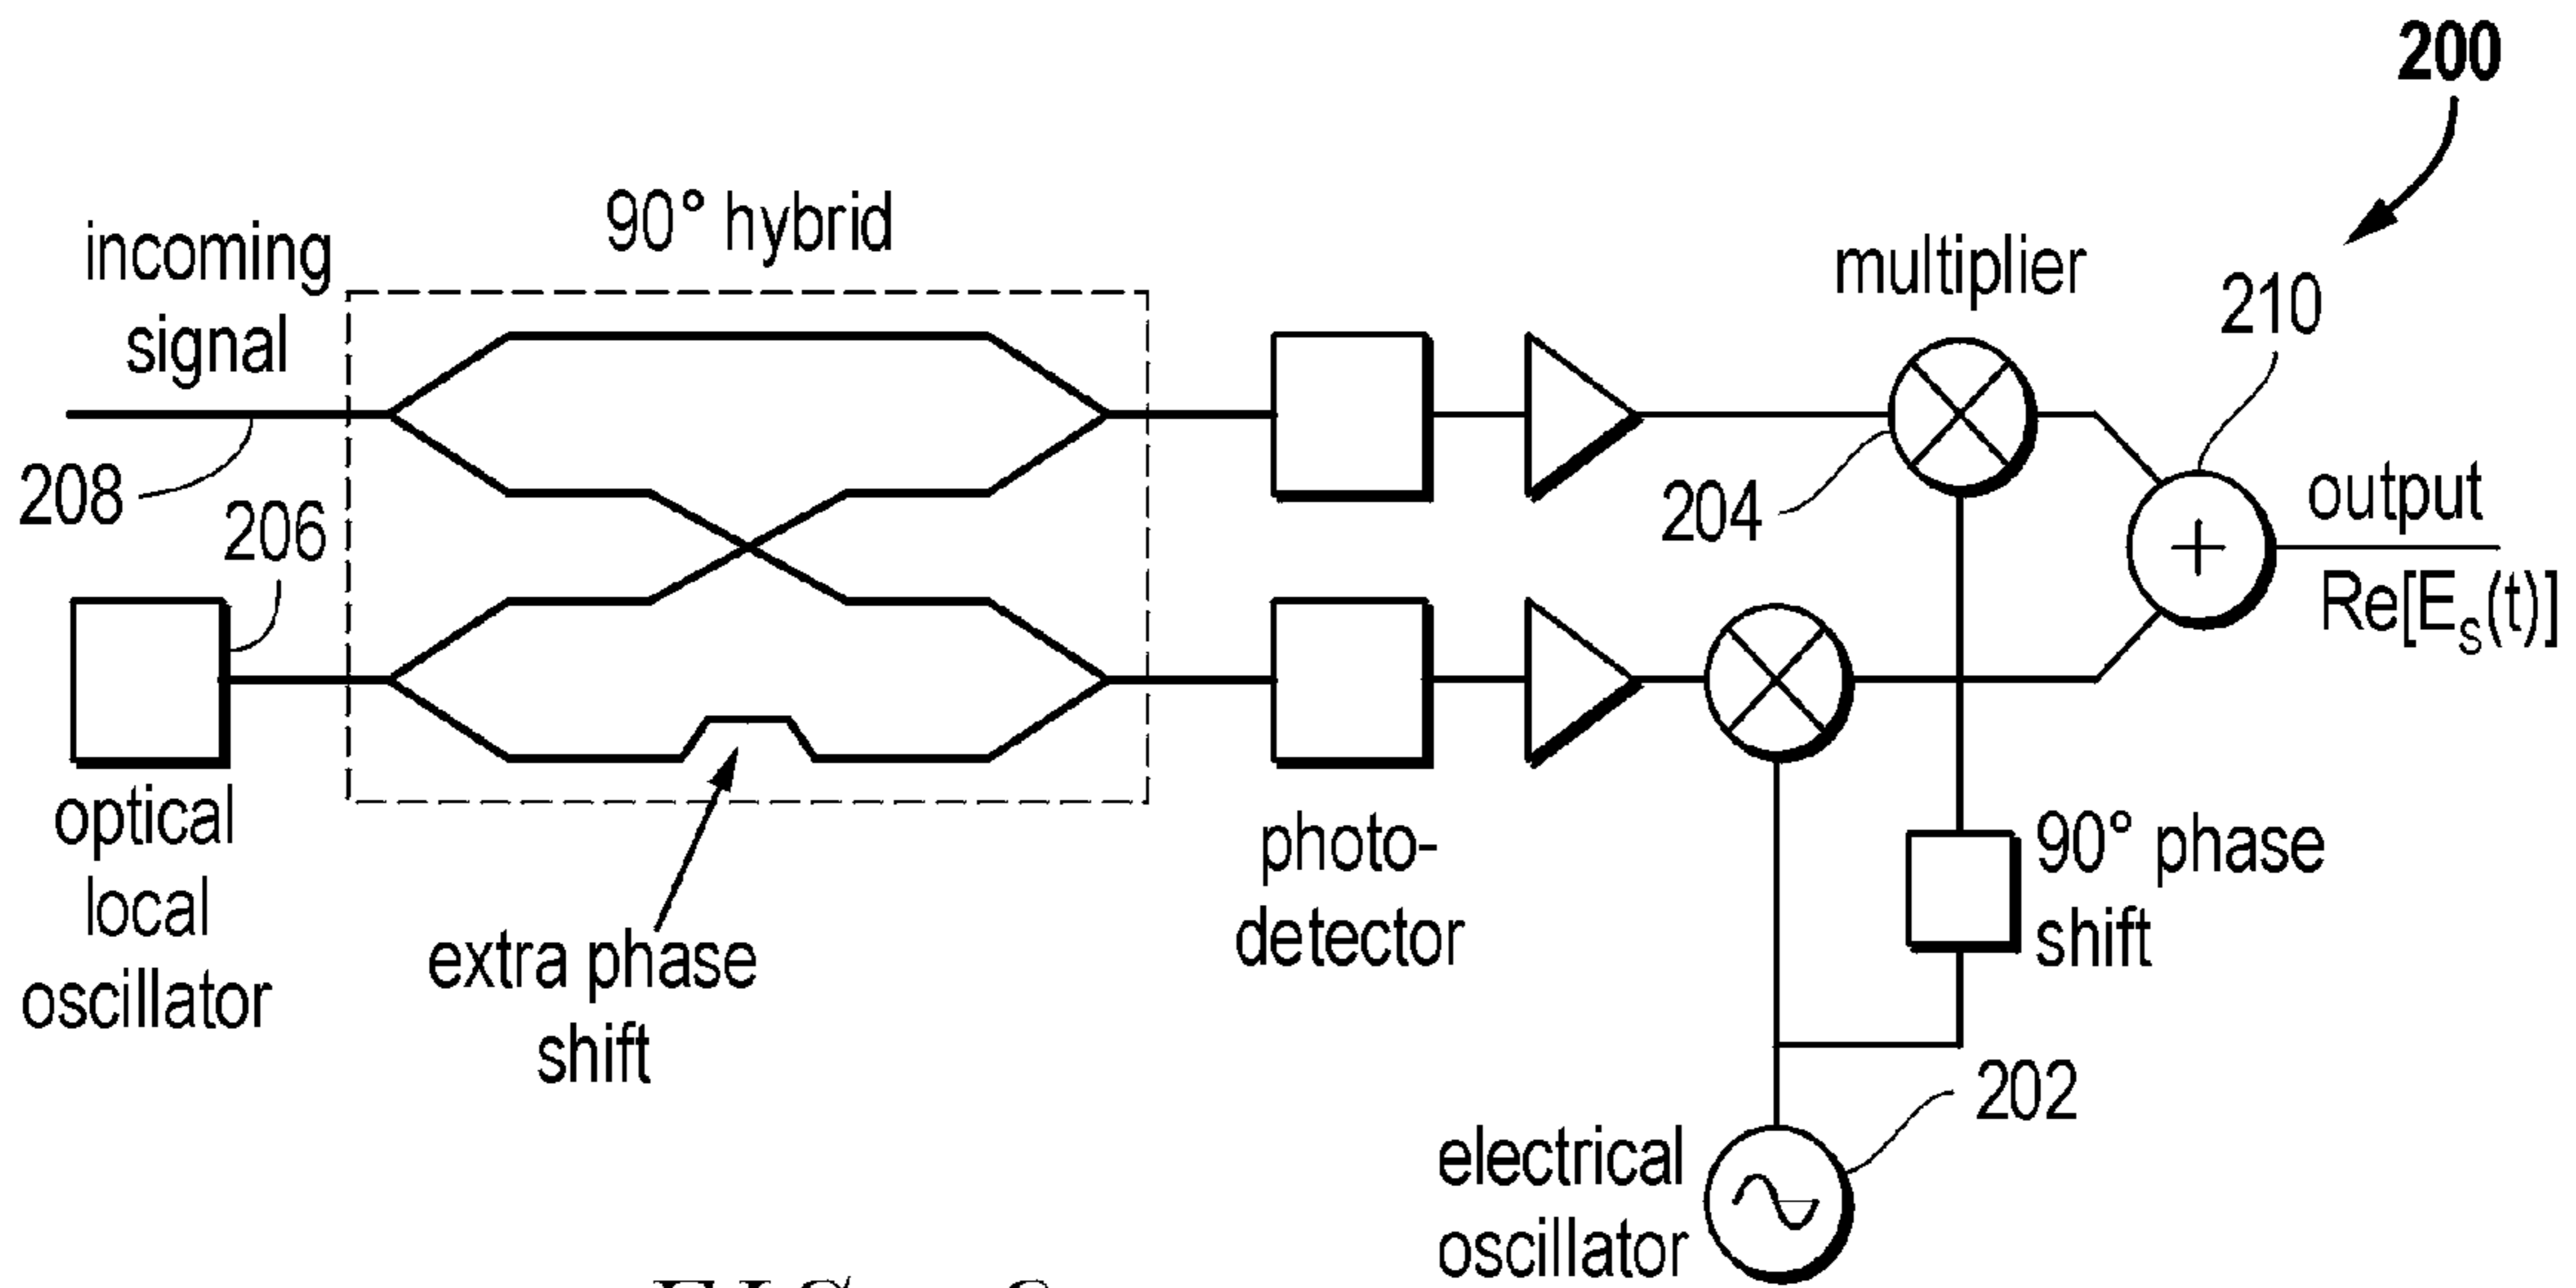 200
90° hybrid
incoming
signal
multiplier
210
208
206
204
output
Re[E_s(t)]
+
optical
local
oscillator
extra phase
shift
photo-
detector
90° phase
shift
202
electrical
oscillator